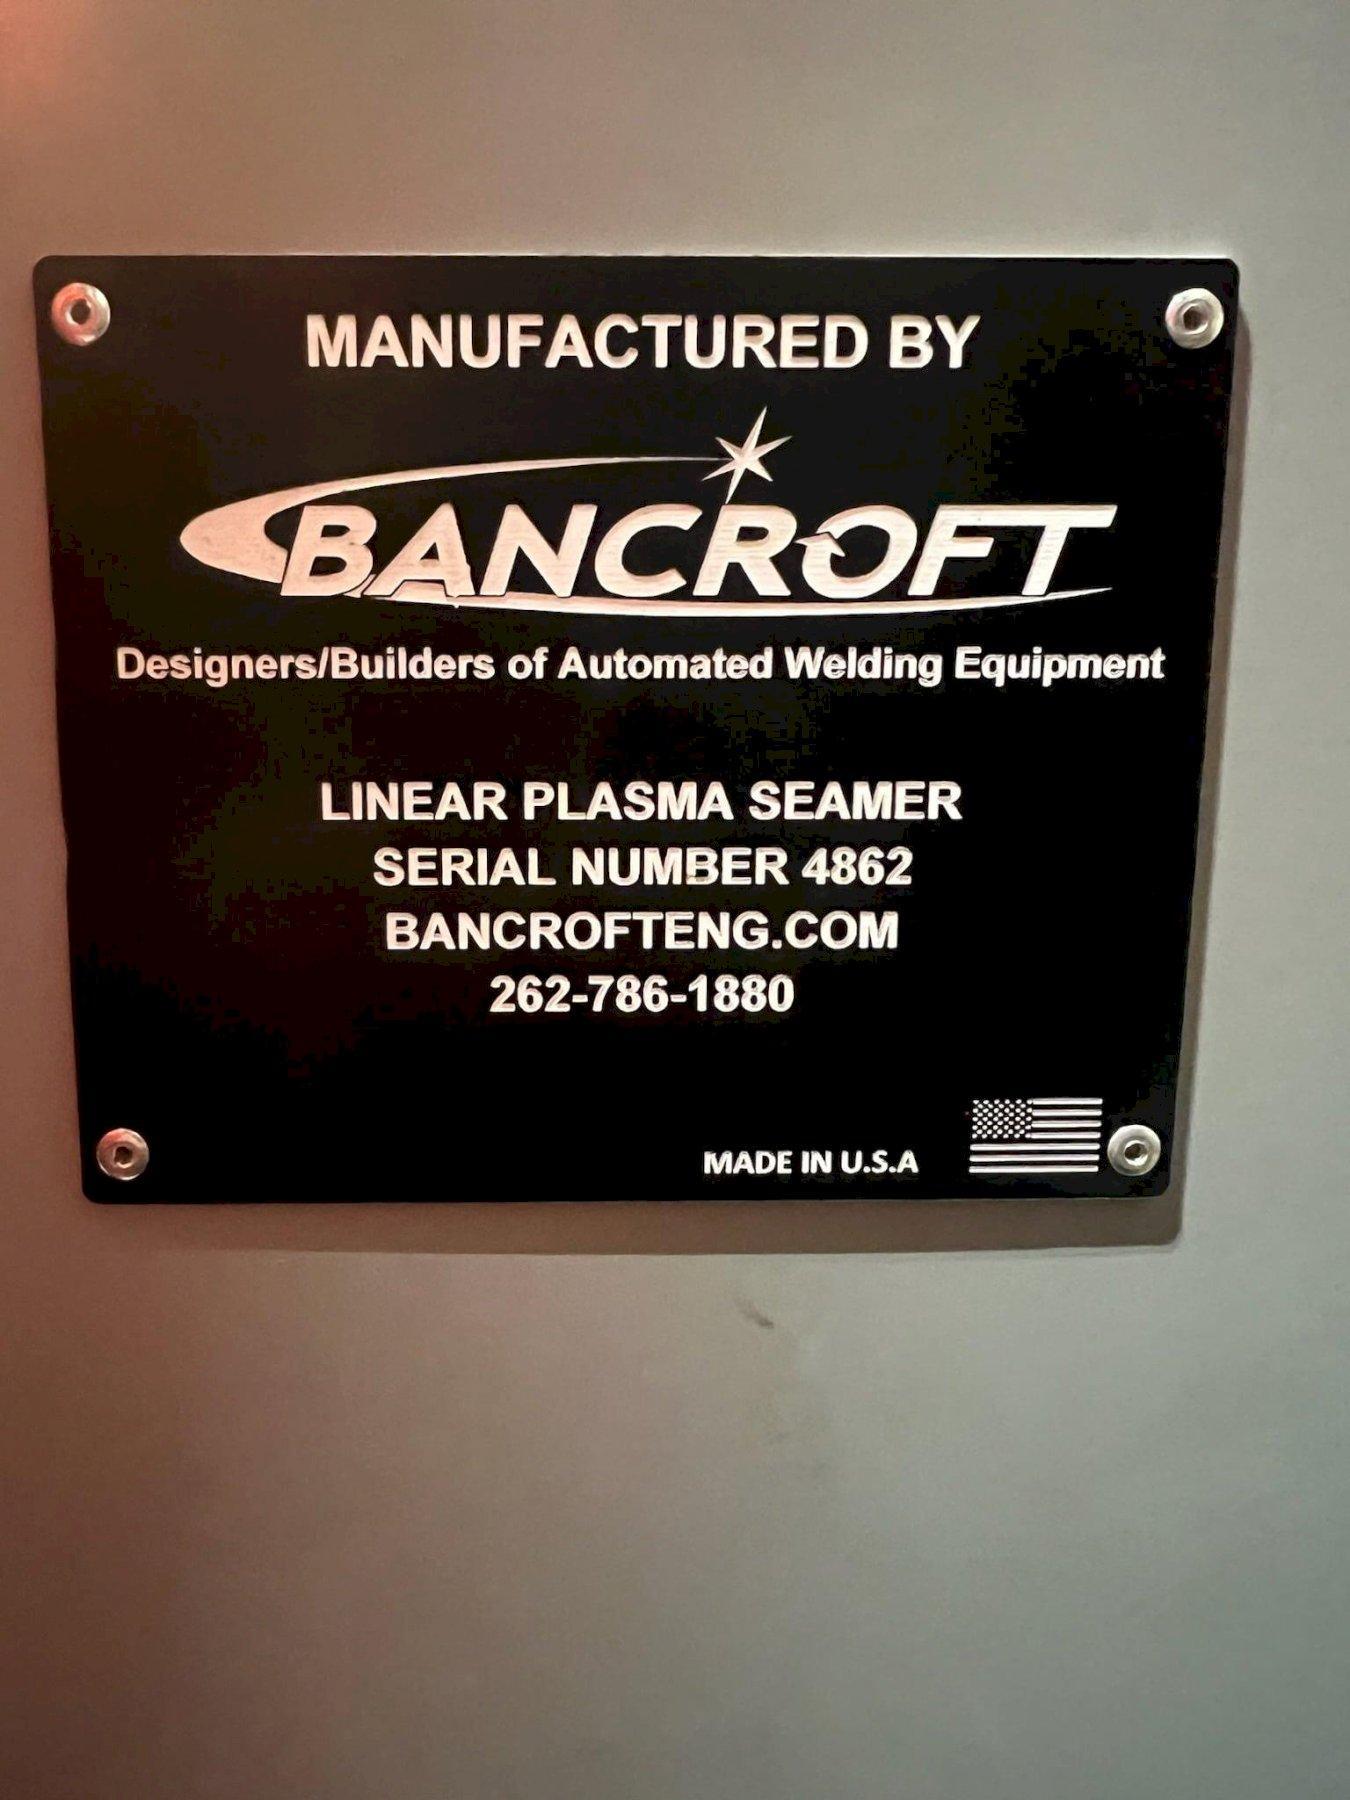 MANUFACTURED BY
BANCROFT
Designers/Builders of Automated Welding Equipment
LINEAR PLASMA SEAMER
SERIAL NUMBER 4862
BANCROFTENG.COM
262-786-1880
MADE IN U.S.A